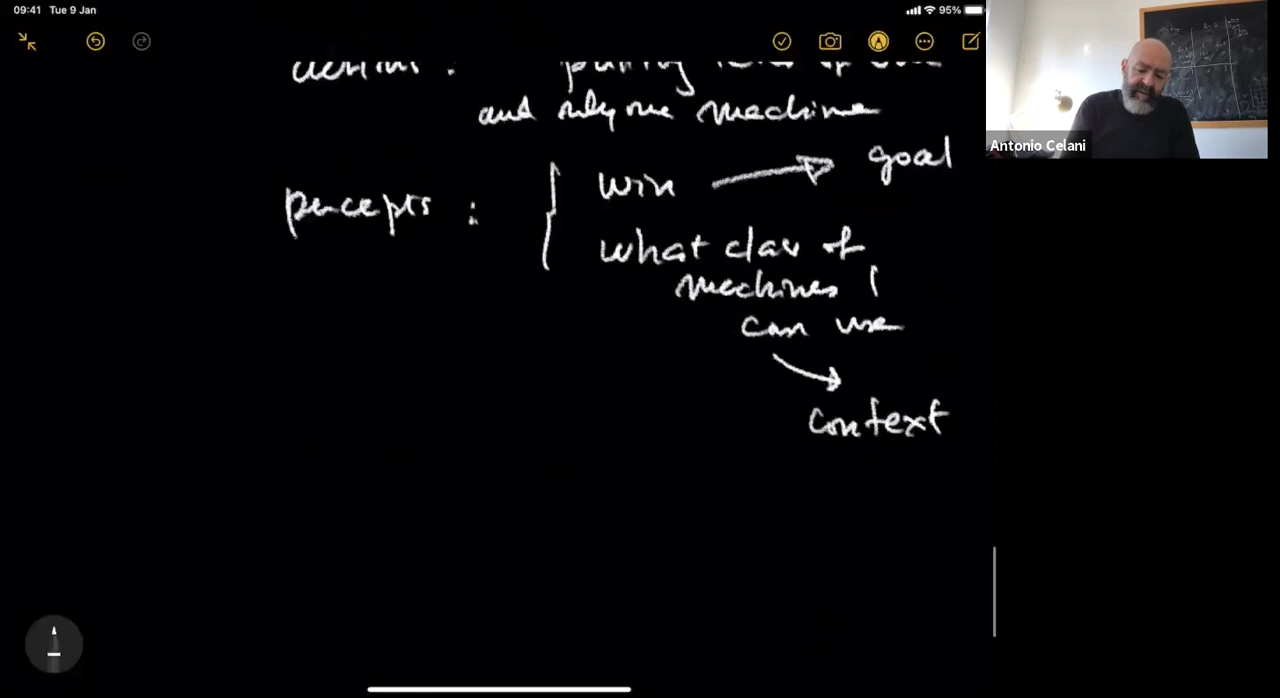 09:41 Tue 9 Jan
95%
Antonio Celani
and only one machine
percepts : win → goal
what class of
machines I
can use
context